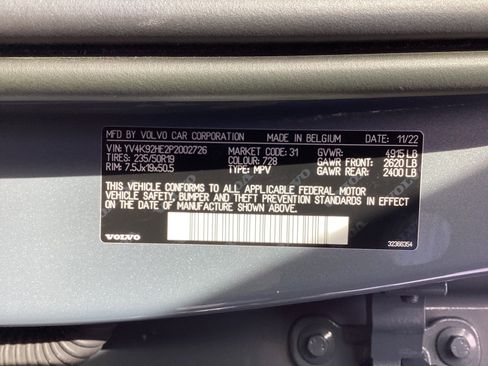 MFD. BY VOLVO CAR CORPORATION MADE IN BELGIUM DATE: 11/22
VIN: YV4K92HE2P2002726 MARKET: 31 GVWR: 4915 LB
TIRES: 235/50R19 COLOUR: 728 GAWR FRONT: 2620 LB
RIM: 7.5Jx19x50.5 TYPE: MPV GAWR REAR: 2400 LB
THIS VEHICLE CONFORMS TO ALL APPLICABLE FEDERAL MOTOR
VEHICLE SAFETY, BUMPER AND THEFT PREVENTION STANDARDS IN EFFECT
ON THE DATE OF MANUFACTURE SHOWN ABOVE.
VOLVO 32366354